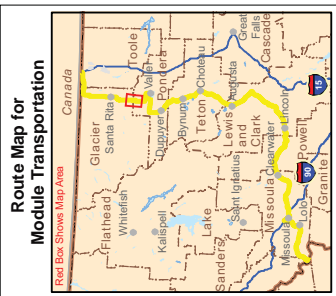 Route Map for
Module Transportation
Red Box Shows Map Area
Canada
Glacier
Toole
Santa Rita
Flathead
Whitefish
Valier
Pondera
Dupuyer
Kalispell
Bynum
Choteau
Teton
Great
Falls
Cascade
Augusta
Lake
Lewis
and
Clark
Sanders
Saint Ignatius
Lincoln
Missoula
Clearwater
Powell
15
90
Missoula
Lolo
Granite